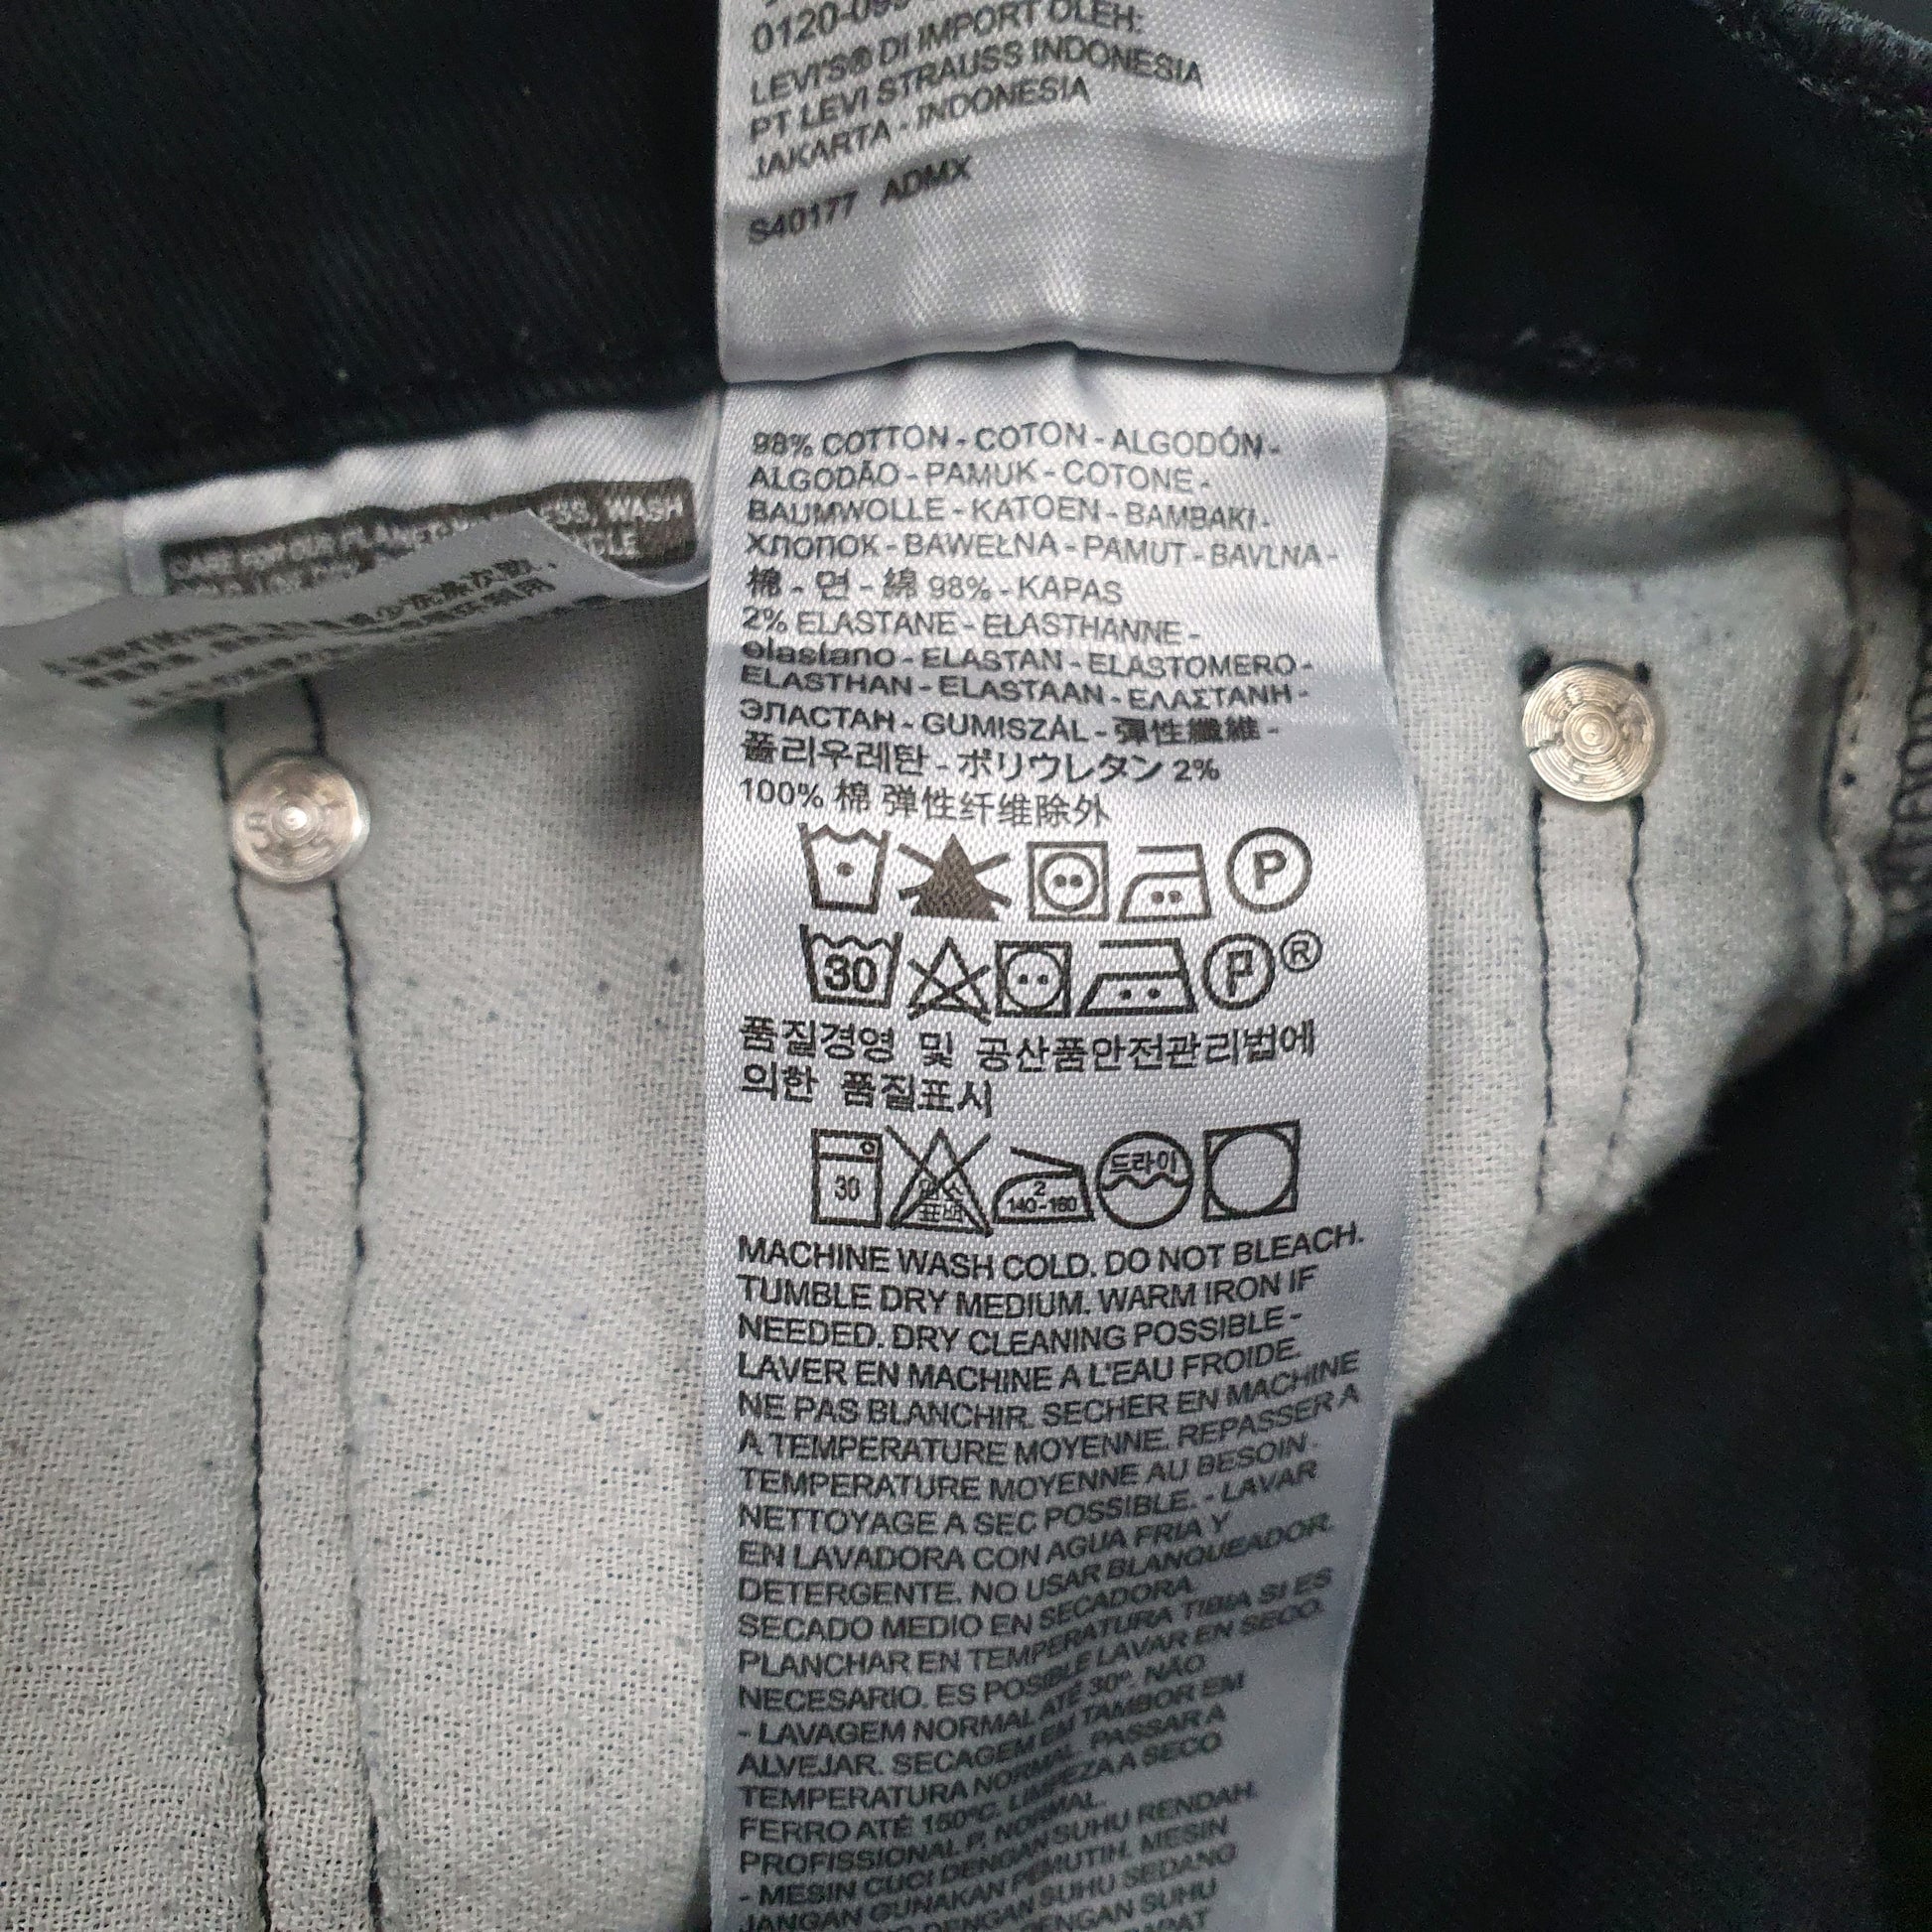 LEVI'S® DI IMPORT OLEH:
PT LEVI STRAUSS INDONESIA
JAKARTA - INDONESIA
S40177 ADMX
WASH
98% COTTON - COTON - ALGODÓN -
ALGODÃO - PAMUK - COTONE -
BAUMWOLLE - KATOEN - BAMBAKI -
ХЛОПОК - BAWEŁNA - PAMUT - BAVLNA -
棉 - 면 - 綿 98% - KAPAS
2% ELASTANE - ELASTHANNE -
elastano - ELASTAN - ELASTOMERO -
ELASTHAN - ELASTAAN - ΕΛΑΣΤΑΝΗ -
ЭЛАСТАН - GUMISZÁL - 彈性纖維 -
폴리우레탄 - ポリウレタン 2%
100% 棉 弹性纤维除外
P
30 P ®
품질경영 및 공산품안전관리법에
의한 품질표시
30 2 140-160 드라이
MACHINE WASH COLD. DO NOT BLEACH.
TUMBLE DRY MEDIUM. WARM IRON IF
NEEDED. DRY CLEANING POSSIBLE -
LAVER EN MACHINE A L'EAU FROIDE.
NE PAS BLANCHIR. SECHER EN MACHINE
A TEMPERATURE MOYENNE. REPASSER A
TEMPERATURE MOYENNE AU BESOIN.
NETTOYAGE A SEC POSSIBLE. - LAVAR
EN LAVADORA CON AGUA FRIA Y
DETERGENTE. NO USAR BLANQUEADOR.
SECADO MEDIO EN SECADORA.
PLANCHAR EN TEMPERATURA TIBIA SI ES
NECESARIO. ES POSIBLE LAVAR EN SECO.
- LAVAGEM NORMAL ATÉ 30º. NÃO
ALVEJAR. SECAGEM EM TAMBOR EM
TEMPERATURA NORMAL. PASSAR A
FERRO ATÉ 150ºC. LIMPEZA A SECO
PROFISSIONAL P, NORMAL.
- MESIN CUCI DENGAN SUHU RENDAH.
JANGAN GUNAKAN PEMUTIH. MESIN
DENGAN SUHU SEDANG
DENGAN SUHU